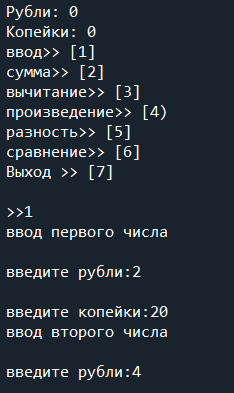 Рубли: 0
Копейки: 0
ввод>> [1]
сумма>> [2]
вычитание>> [3]
произведение>> [4)
разность>> [5]
сравнение>> [6]
Выход >> [7]
>>1
ввод первого числа
введите рубли:2
введите копейки:20
ввод второго числа
введите рубли:4